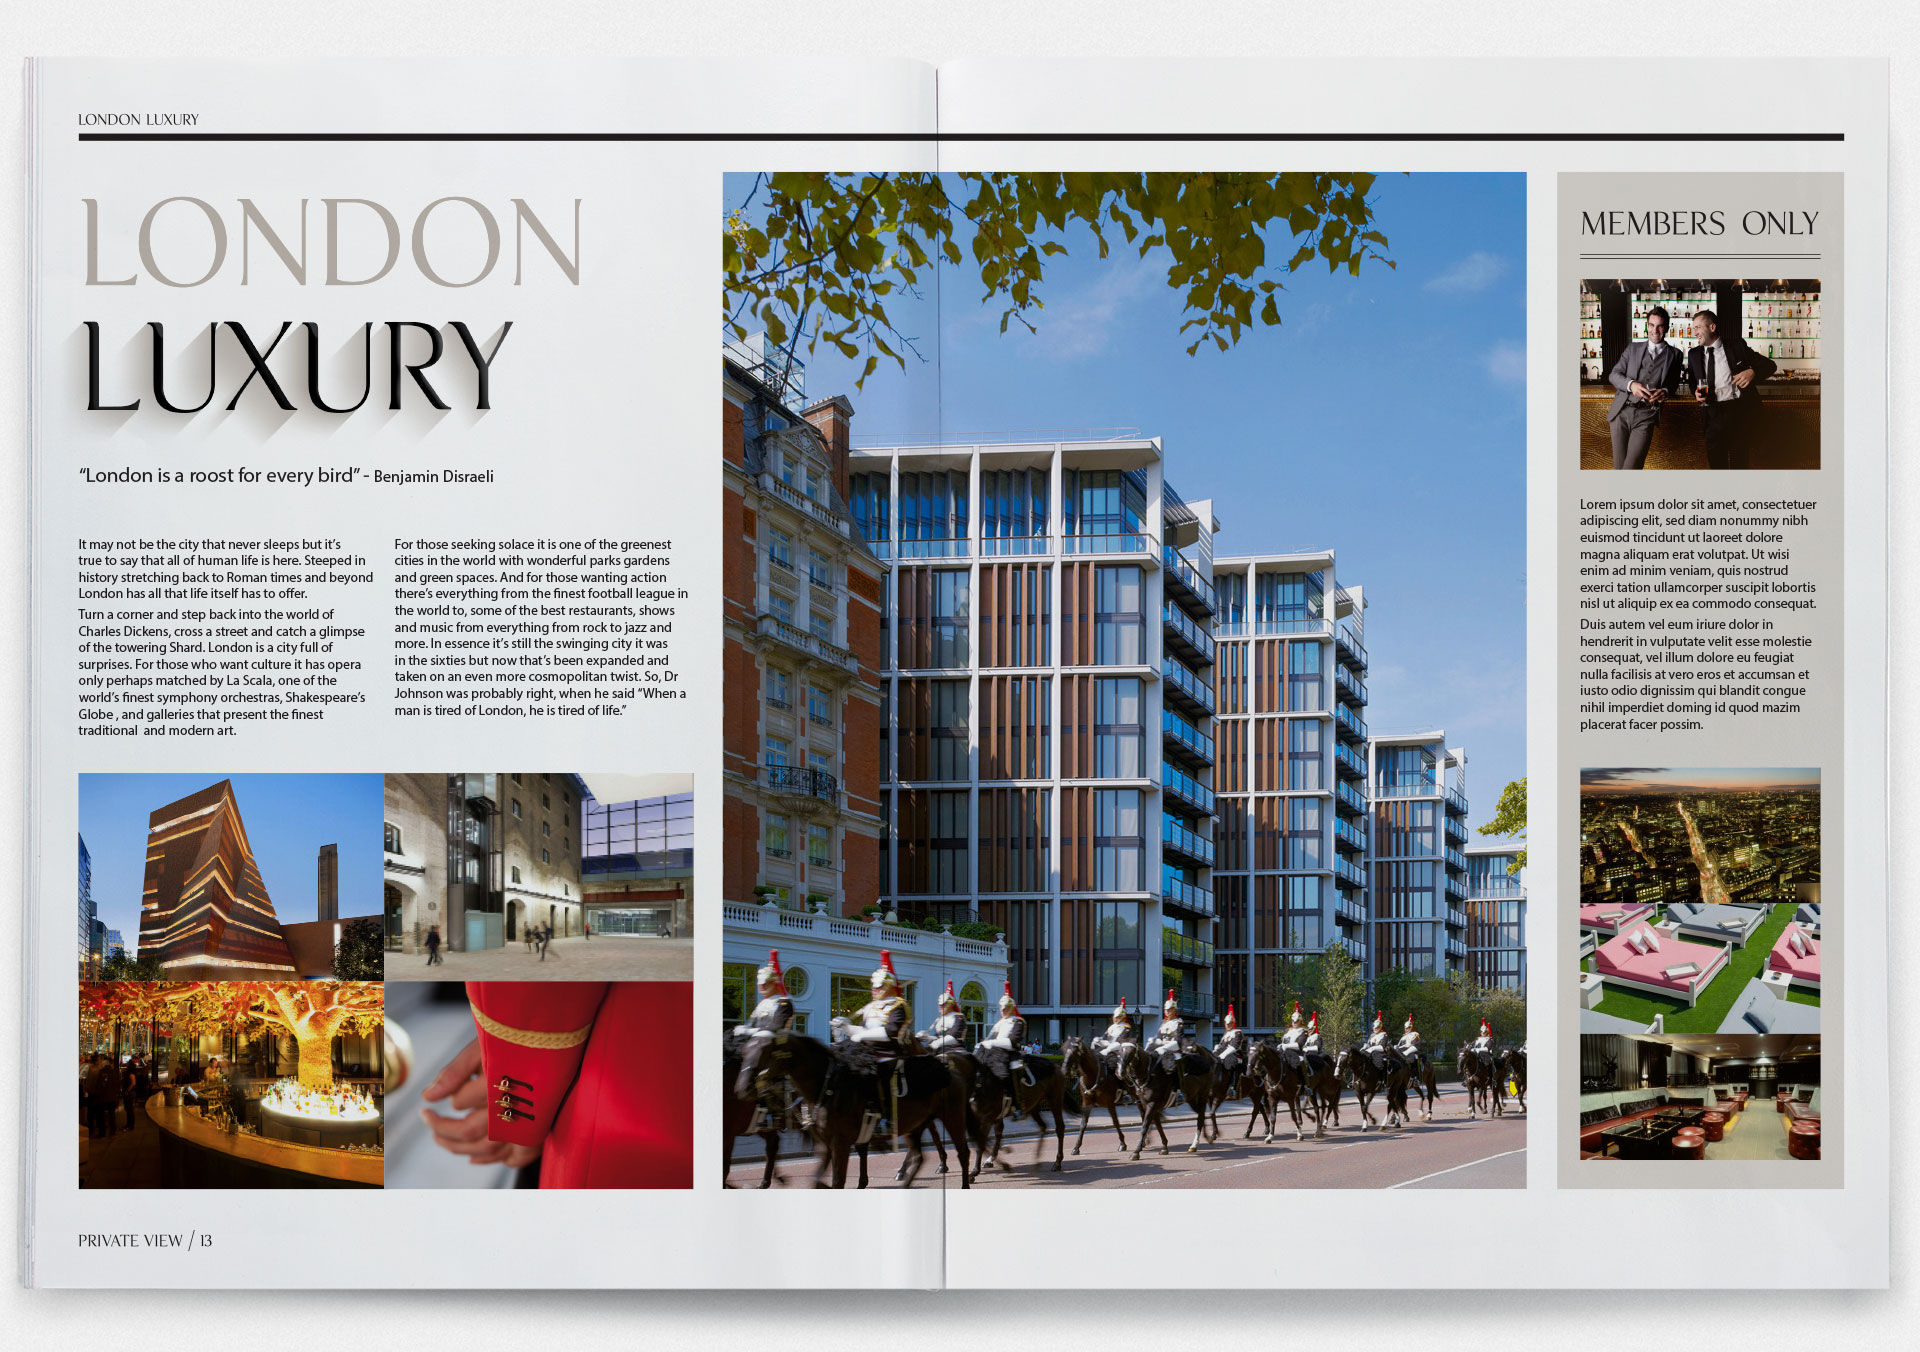 LONDON LUXURY
LONDON
LUXURY
“London is a roost for every bird” - Benjamin Disraeli
It may not be the city that never sleeps but it’s
true to say that all of human life is here. Steeped in
history stretching back to Roman times and beyond
London has all that life itself has to offer.
Turn a corner and step back into the world of
Charles Dickens, cross a street and catch a glimpse
of the towering Shard. London is a city full of
surprises. For those who want culture it has opera
only perhaps matched by La Scala, one of the
world’s finest symphony orchestras, Shakespeare’s
Globe , and galleries that present the finest
traditional  and modern art.
For those seeking solace it is one of the greenest
cities in the world with wonderful parks gardens
and green spaces. And for those wanting action
there’s everything from the finest football league in
the world to, some of the best restaurants, shows
and music from everything from rock to jazz and
more. In essence it’s still the swinging city it was
in the sixties but now that’s been expanded and
taken on an even more cosmopolitan twist. So, Dr
Johnson was probably right, when he said “When a
man is tired of London, he is tired of life.”
MEMBERS ONLY
Lorem ipsum dolor sit amet, consectetuer
adipiscing elit, sed diam nonummy nibh
euismod tincidunt ut laoreet dolore
magna aliquam erat volutpat. Ut wisi
enim ad minim veniam, quis nostrud
exerci tation ullamcorper suscipit lobortis
nisl ut aliquip ex ea commodo consequat.
Duis autem vel eum iriure dolor in
hendrerit in vulputate velit esse molestie
consequat, vel illum dolore eu feugiat
nulla facilisis at vero eros et accumsan et
iusto odio dignissim qui blandit congue
nihil imperdiet doming id quod mazim
placerat facer possim.
PRIVATE VIEW / 13